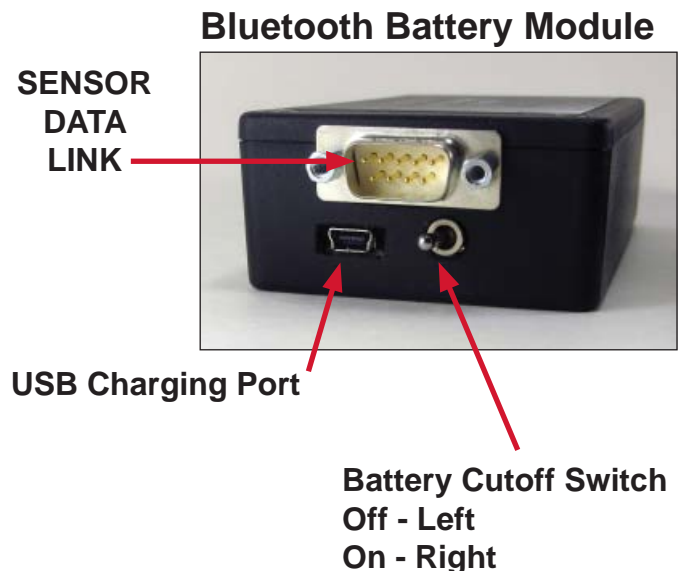 Bluetooth Battery Module
SENSOR
DATA
LINK
USB Charging Port
Battery Cutoff Switch
Off - Left
On - Right